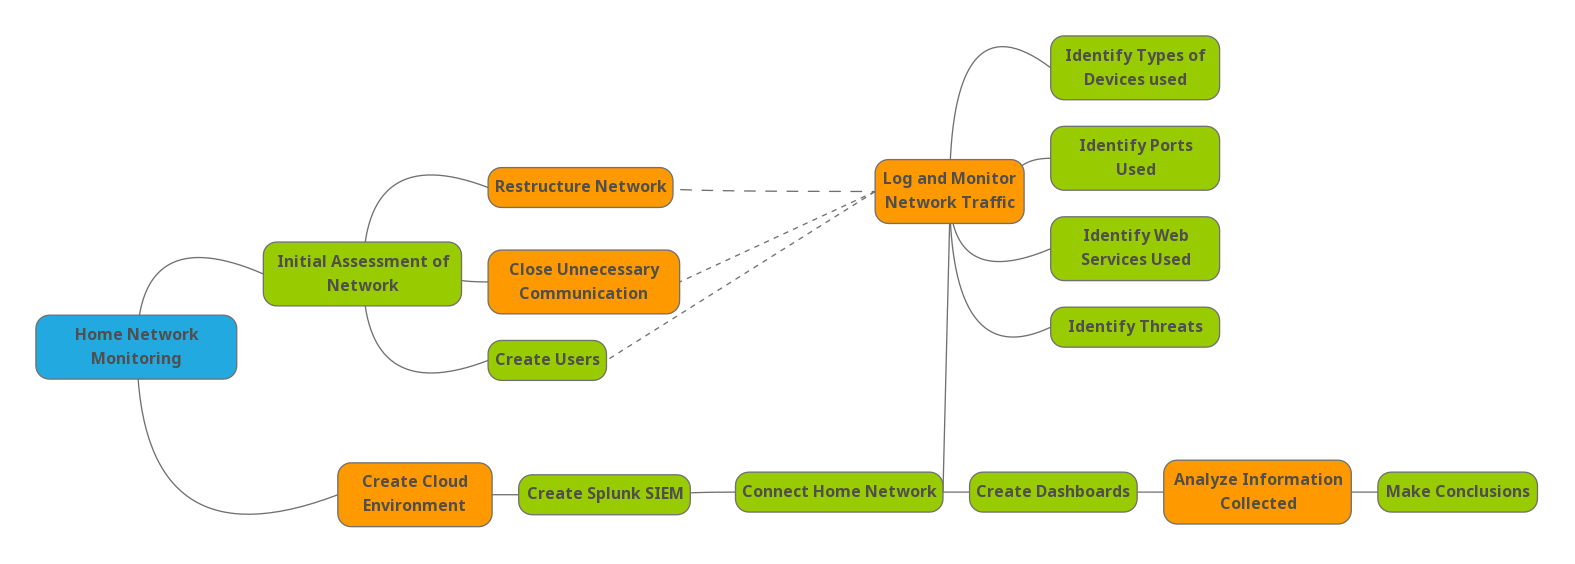 Home Network
Monitoring
Initial Assessment of
Network
Restructure Network
Close Unnecessary
Communication
Create Users
Log and Monitor
Network Traffic
Identify Types of
Devices used
Identify Ports
Used
Identify Web
Services Used
Identify Threats
Create Cloud
Environment
Create Splunk SIEM
Connect Home Network
Create Dashboards
Analyze Information
Collected
Make Conclusions